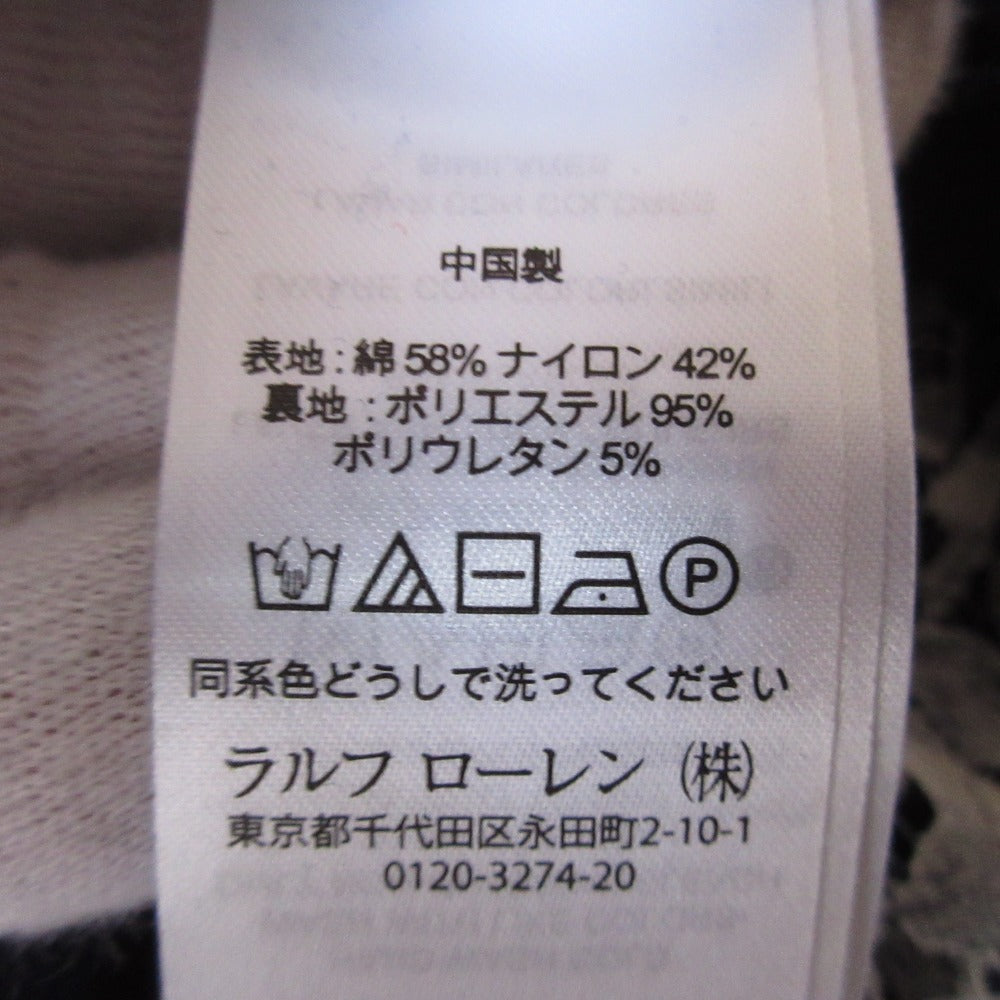 中国製
表地:綿 58% ナイロン 42%
裏地:ポリエステル 95%
ポリウレタン 5%
P
同系色どうしで洗ってください
ラルフ ローレン (株)
東京都千代田区永田町2-10-1
0120-3274-20